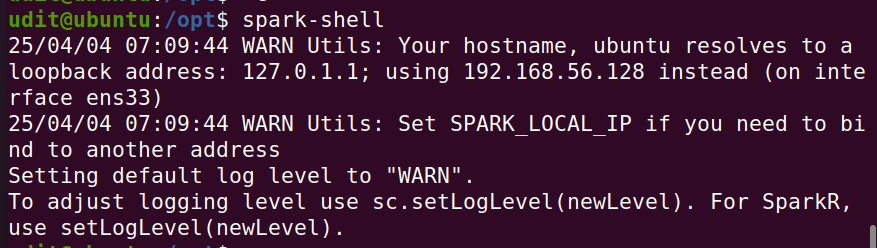 udit@ubuntu:/opt$ spark-shell
25/04/04 07:09:44 WARN Utils: Your hostname, ubuntu resolves to a
loopback address: 127.0.1.1; using 192.168.56.128 instead (on inte
rface ens33)
25/04/04 07:09:44 WARN Utils: Set SPARK_LOCAL_IP if you need to bi
nd to another address
Setting default log level to "WARN".
To adjust logging level use sc.setLogLevel(newLevel). For SparkR,
use setLogLevel(newLevel).